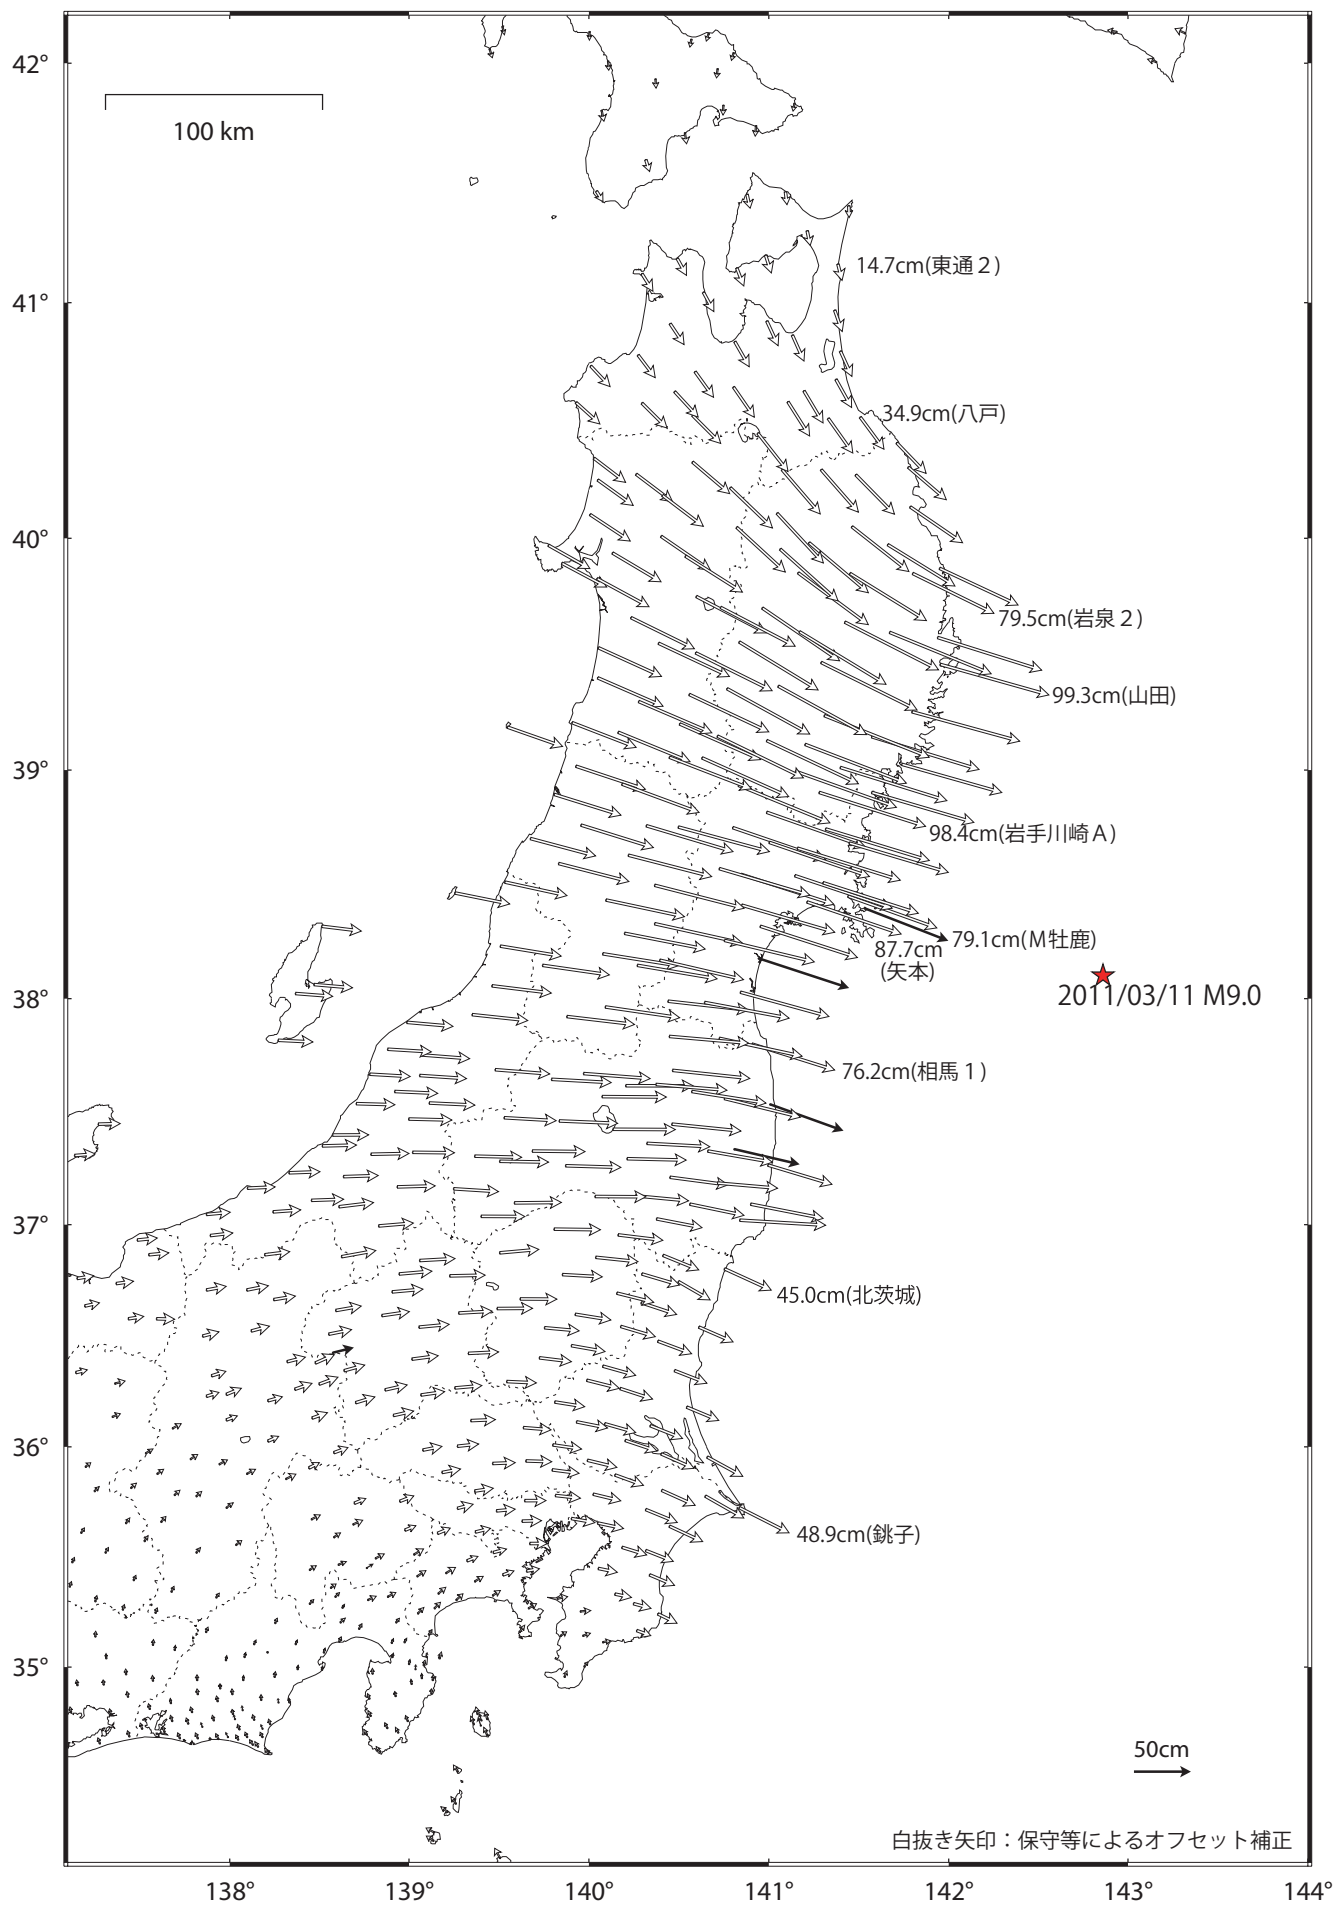 42°
100 km
14.7cm(東通２)
41°
34.9cm(八戸)
40°
79.5cm(岩泉２)
99.3cm(山田)
39°
98.4cm(岩手川崎Ａ)
79.1cm(Ｍ牡鹿)
87.7cm
(矢本)
38°
2011/03/11 M9.0
76.2cm(相馬１)
37°
45.0cm(北茨城)
36°
48.9cm(銚子)
35°
50cm
白抜き矢印：保守等によるオフセット補正
138° 139° 140° 141° 142° 143° 144°